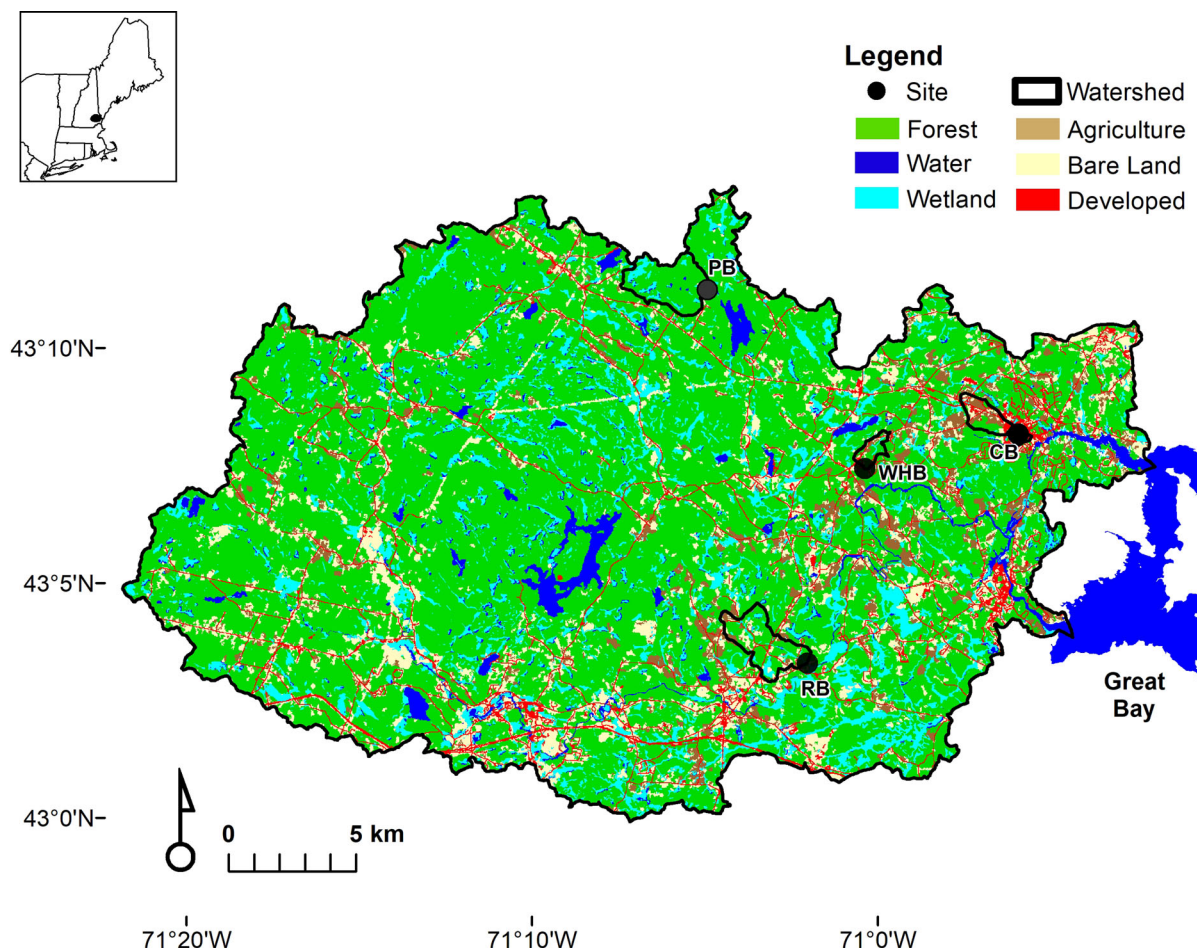 Legend
Site
Watershed
Forest
Agriculture
Water
Bare Land
Wetland
Developed
PB
43°10'N
CB
WHB
43°5'N
RB
Great
Bay
43°0'N
0 5 km
71°20'W 71°10'W 71°0'W